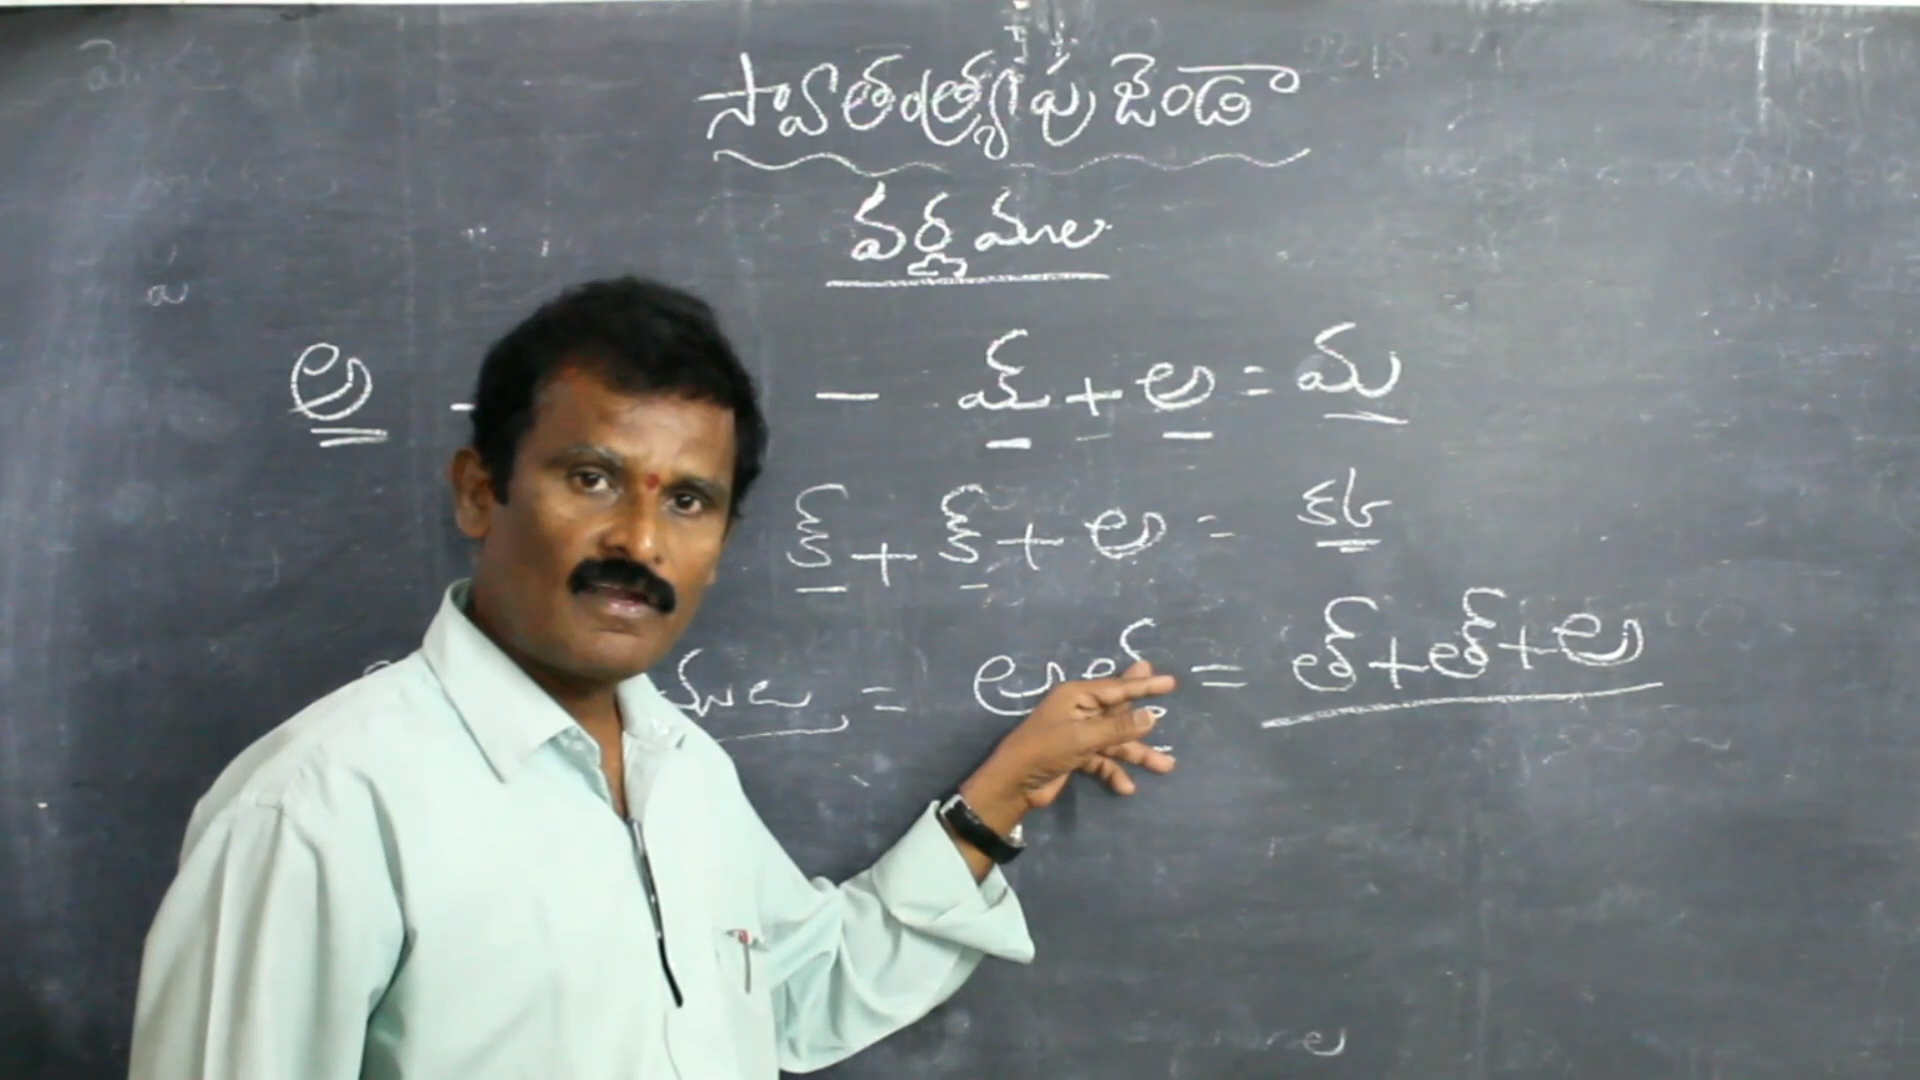 స్వాతంత్ర్యపు జెండా
వర్ణములు
అ - - మ్ + అ = మ
క్ + క్ + అ = క్క
= = త్ + త్ + అ